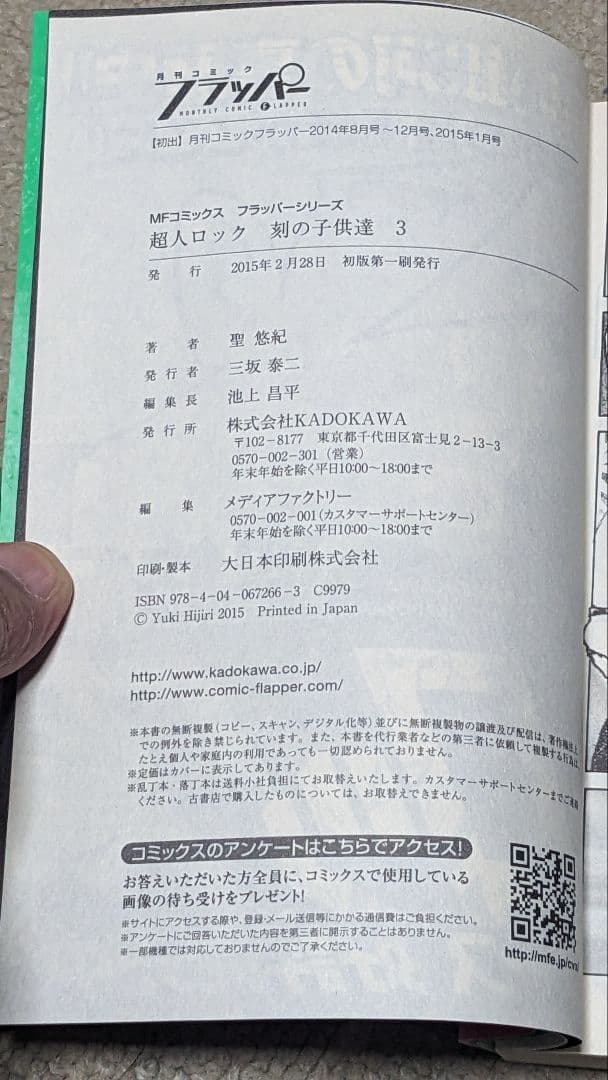 月刊コミック
フラッパー
MONTHLY COMIC FLAPPER
【初出】月刊コミックフラッパー2014年8月号～12月号、2015年1月号
MFコミックス　フラッパーシリーズ
超人ロック　刻の子供達　3
発　行　2015年2月28日　初版第一刷発行
著　者　聖 悠紀
発行者　三坂 泰二
編集長　池上 昌平
発行所　株式会社KADOKAWA
〒102-8177　東京都千代田区富士見2-13-3
0570-002-301（営業）
年末年始を除く平日10:00～18:00まで
編　集　メディアファクトリー
0570-002-001（カスタマーサポートセンター）
年末年始を除く平日10:00～18:00まで
印刷・製本　大日本印刷株式会社
ISBN 978-4-04-067266-3　C9979
© Yuki Hijiri 2015　Printed in Japan
http://www.kadokawa.co.jp/
http://www.comic-flapper.com/
※本書の無断複製（コピー、スキャン、デジタル化等）並びに無断複製物の譲渡及び配信は、著作権法上
での例外を除き禁じられています。また、本書を代行業者などの第三者に依頼して複製する行為は、
たとえ個人や家庭内の利用であっても一切認められておりません。
※定価はカバーに表示してあります。
※乱丁本・落丁本は送料小社負担にてお取替えいたします。カスタマーサポートセンターまでご連絡
ください。古書店で購入したものについては、お取替えできません。
コミックスのアンケートはこちらでアクセス！
お答えいただいた方全員に、コミックスで使用している
画像の待ち受けをプレゼント！
※サイトにアクセスする際や、登録・メール送信等にかかる通信費はご負担ください。
※アンケートにご回答いただいた内容を第三者に開示することはありません。
※一部機種では対応しておりませんのでご了承ください。
http://mfe.jp/cvs/